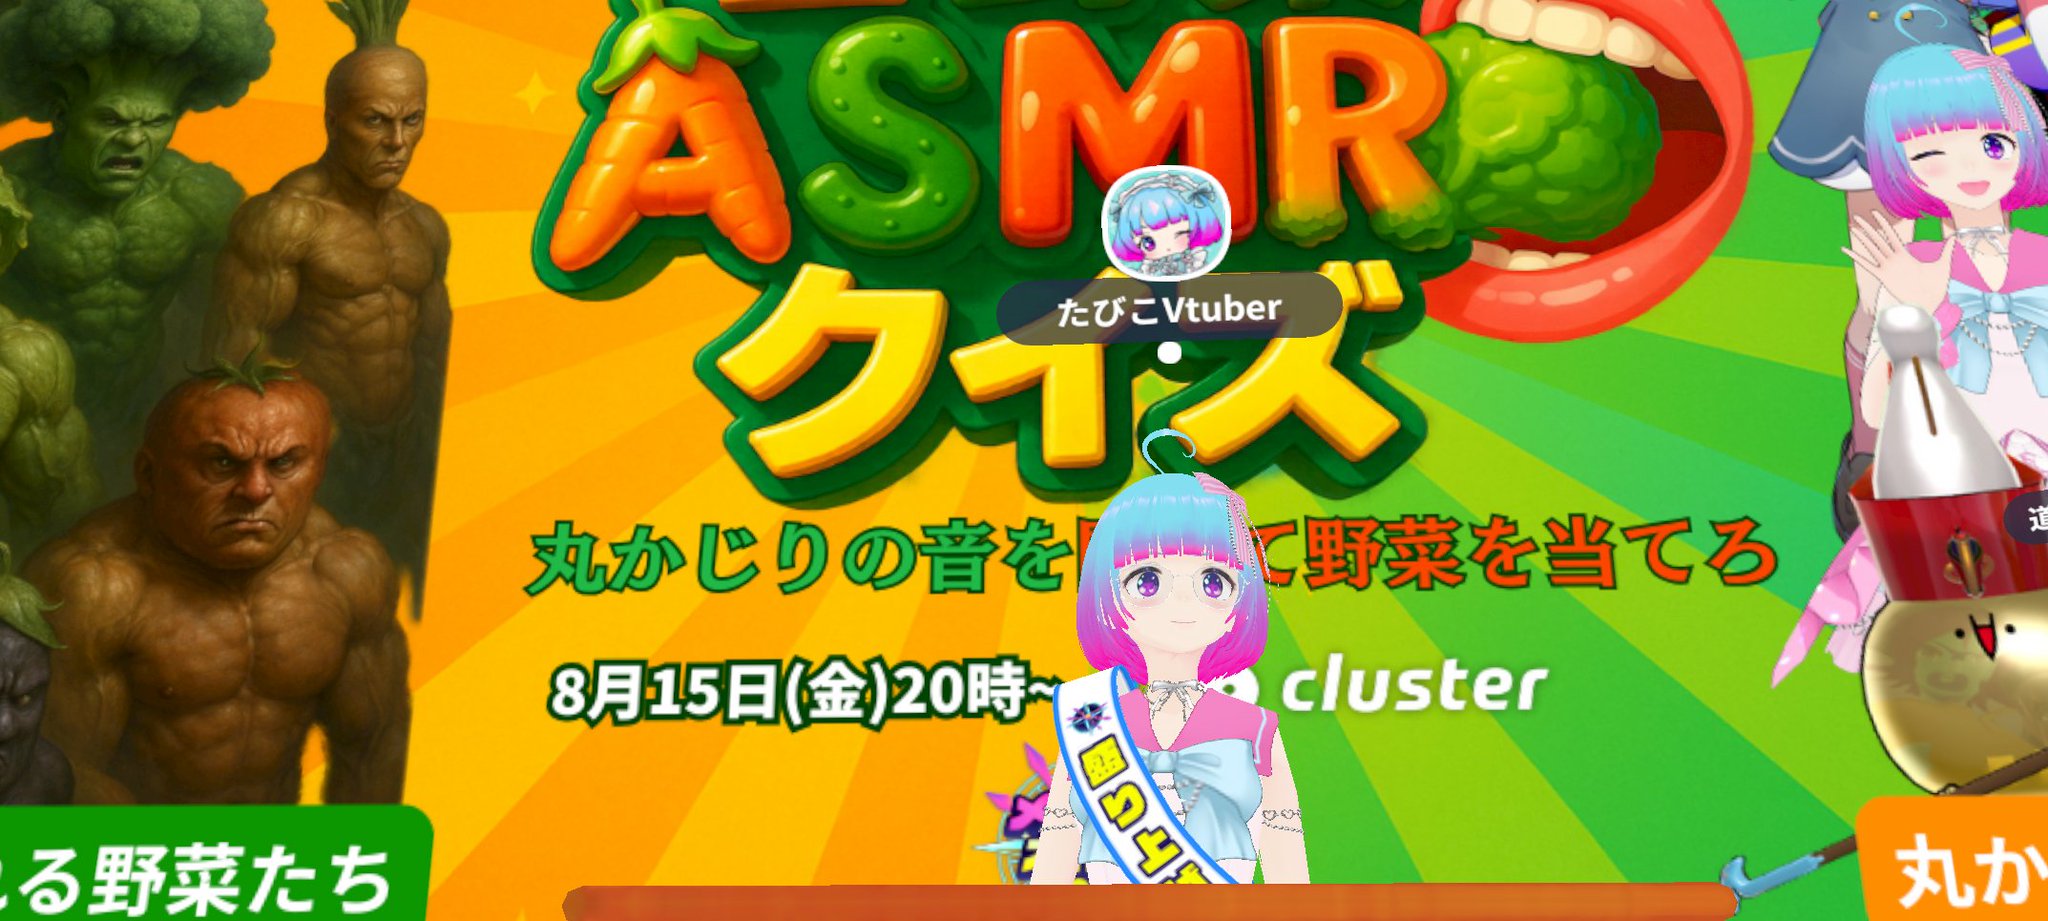 ASMR
クイズ
たびこVtuber
丸かじりの音を
て野菜を当てろ
8月15日(金)20時~
cluster
る野菜たち
丸か